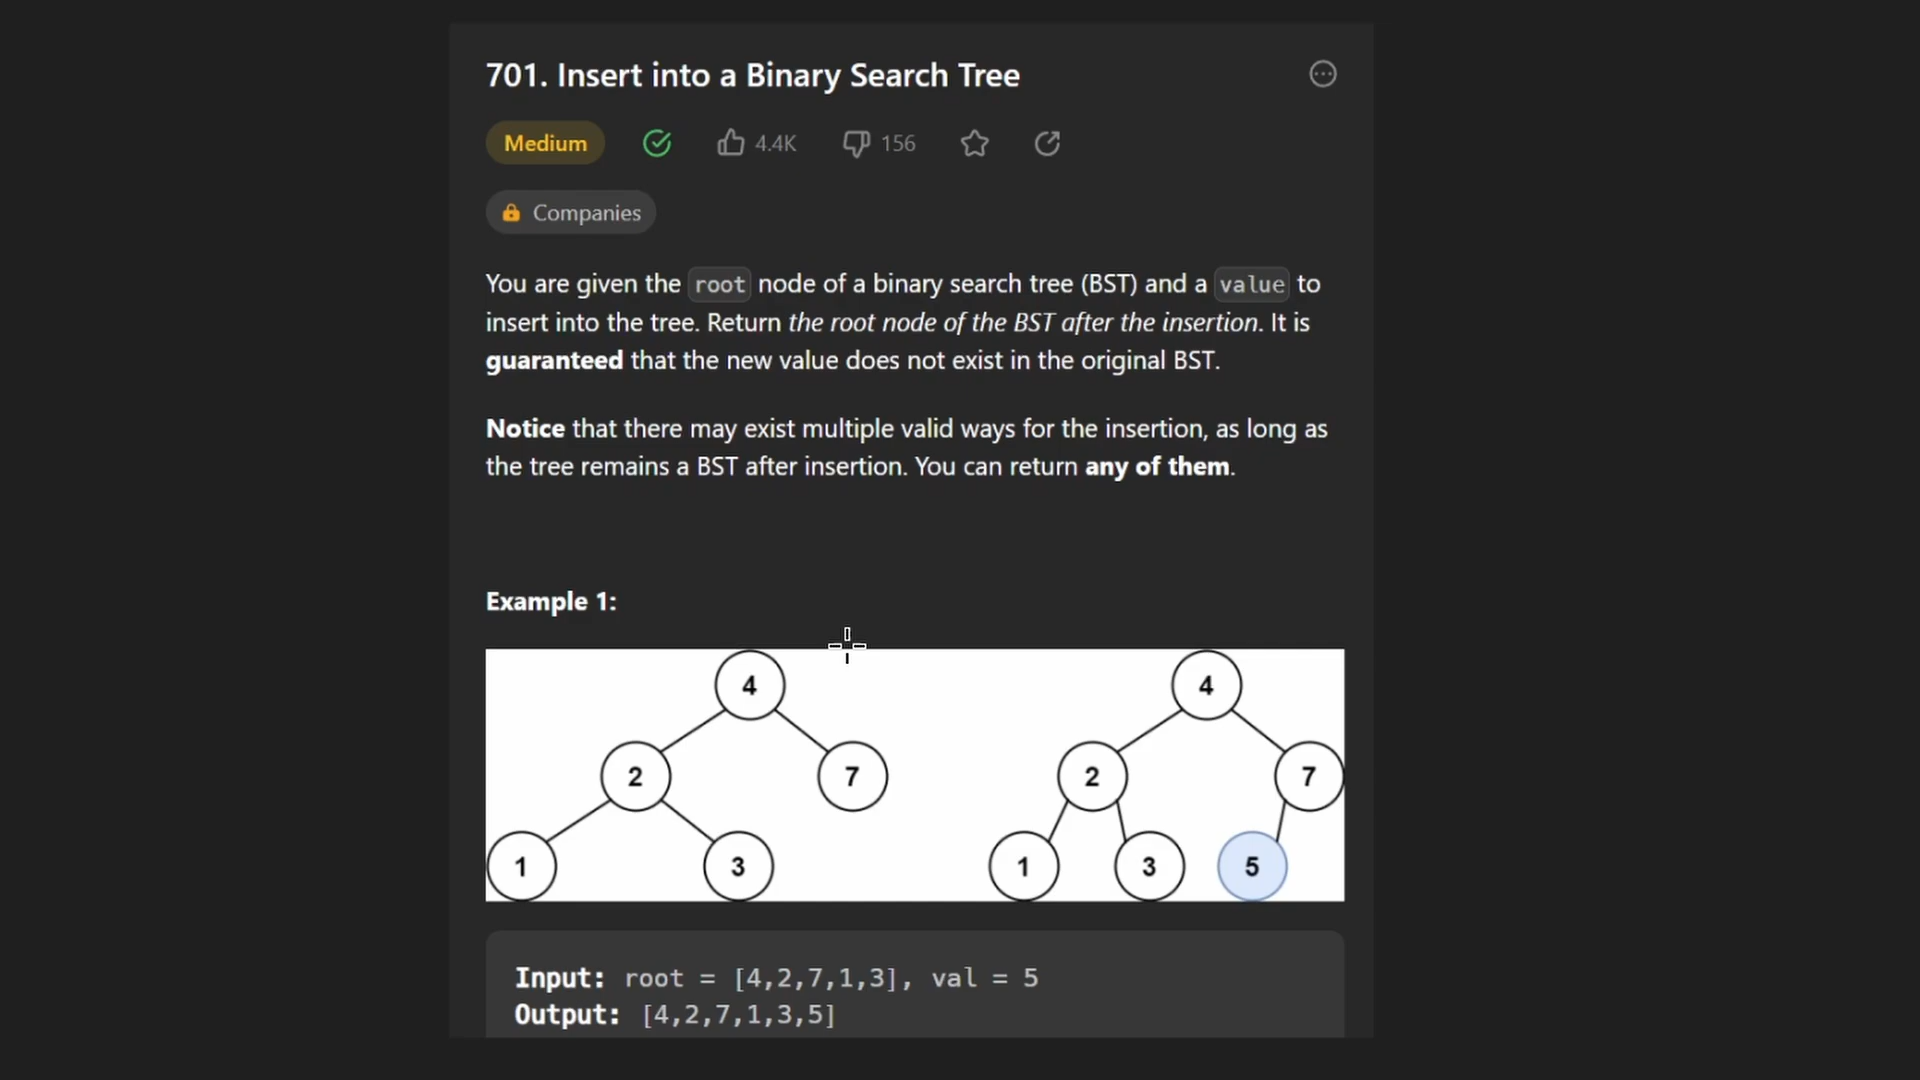 701. Insert into a Binary Search Tree
Medium 4.4K 156
Companies
You are given the root node of a binary search tree (BST) and a value to
insert into the tree. Return the root node of the BST after the insertion. It is
guaranteed that the new value does not exist in the original BST.
Notice that there may exist multiple valid ways for the insertion, as long as
the tree remains a BST after insertion. You can return any of them.
Example 1:
4 4
2 7 2 7
1 3 1 3 5
Input: root = [4,2,7,1,3], val = 5
Output: [4,2,7,1,3,5]